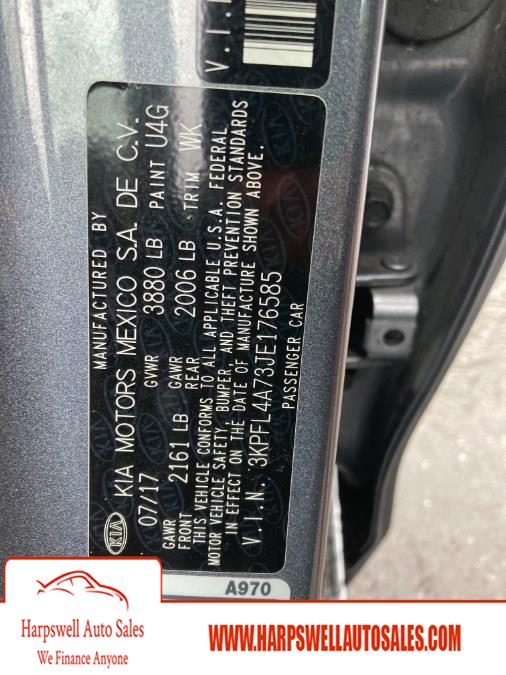 V.I.
MANUFACTURED BY
KIA KIA MOTORS MEXICO S.A. DE C.V.
07/17 GVWR 3880 LB PAINT U4G
GAWR FRONT 2161 LB GAWR REAR 2006 LB TRIM WK
THIS VEHICLE CONFORMS TO ALL APPLICABLE U.S.A. FEDERAL
MOTOR VEHICLE SAFETY, BUMPER, AND THEFT PREVENTION STANDARDS
IN EFFECT ON THE DATE OF MANUFACTURE SHOWN ABOVE.
V.I.N.: 3KPFL4A73JE176585
PASSENGER CAR
A970
Harpswell Auto Sales
We Finance Anyone
WWW.HARPSWELLAUTOSALES.COM